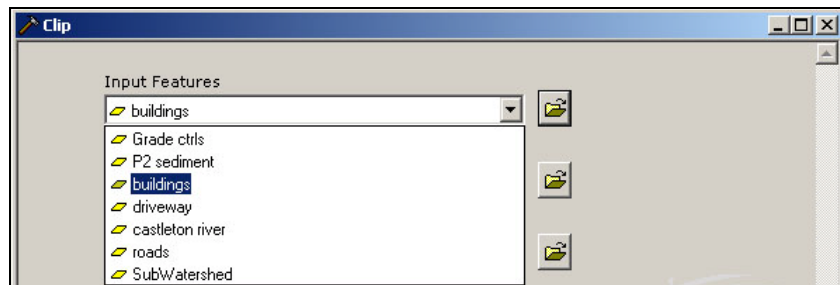 Clip
Input Features
buildings
Grade ctrls
P2 sediment
buildings
driveway
castleton river
roads
SubWatershed